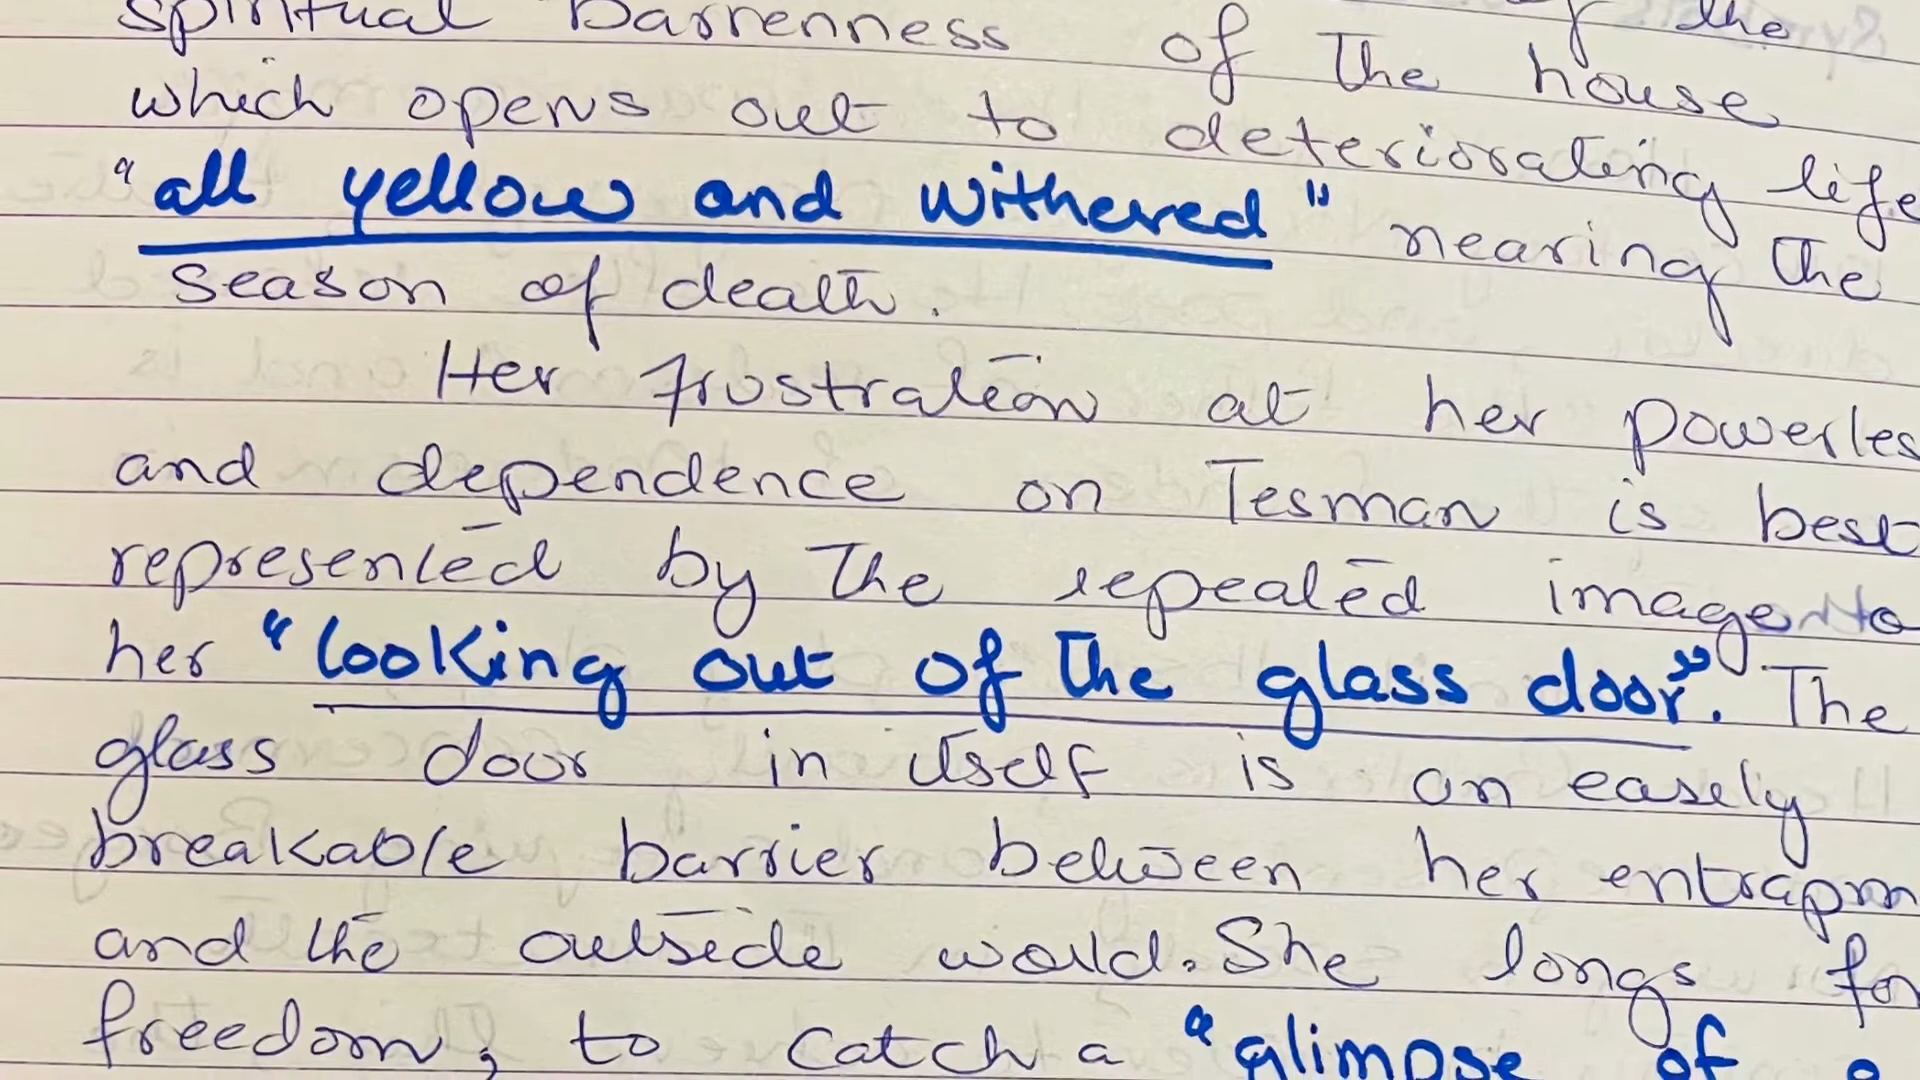 spiritual barrenness of the house
which opens out to deteriorating life
"all yellow and withered" nearing the
season of death.
Her frustration at her powerles
and dependence on Tesman is best
represented by the repeated image
her "looking out of the glass door". The
glass door in itself is an easely
breakable barrier between her entrapm
and the outside world. She longs for
freedom, to catch a "glimpse of